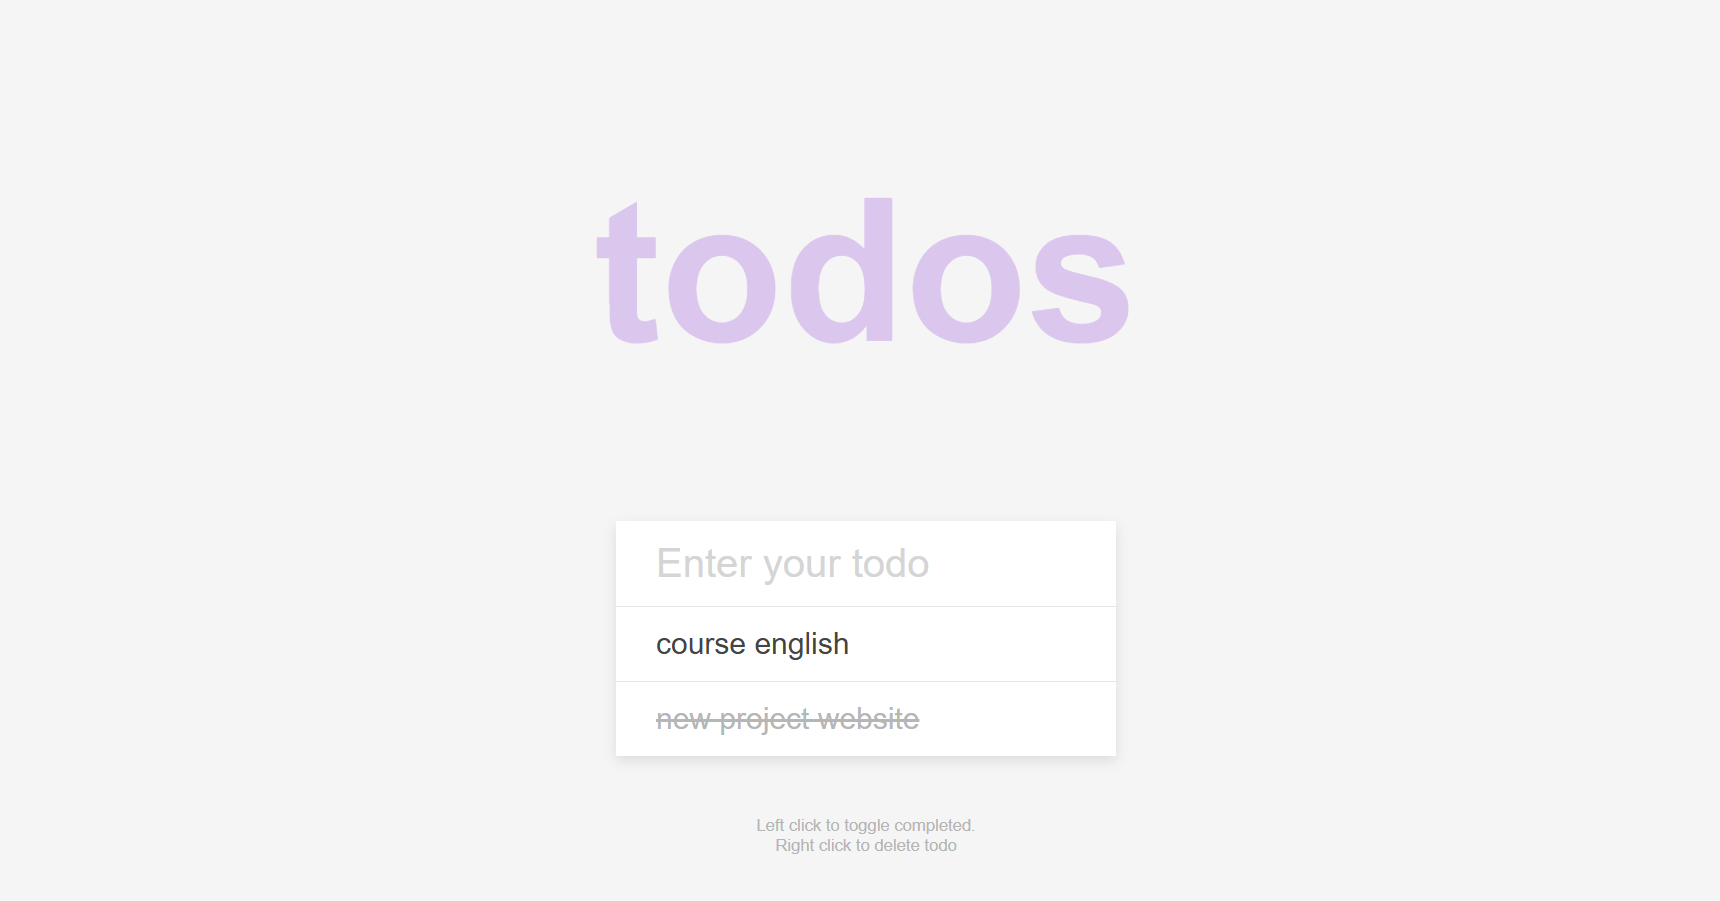 todos
Enter your todo
course english
new project website
Left click to toggle completed.
Right click to delete todo